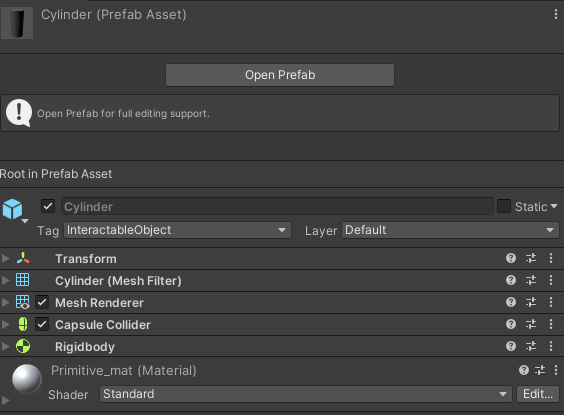 Cylinder (Prefab Asset)
Open Prefab
Open Prefab for full editing support.
Root in Prefab Asset
Cylinder Static
Tag InteractableObject Layer Default
Transform
Cylinder (Mesh Filter)
Mesh Renderer
Capsule Collider
Rigidbody
Primitive_mat (Material)
Shader Standard Edit...